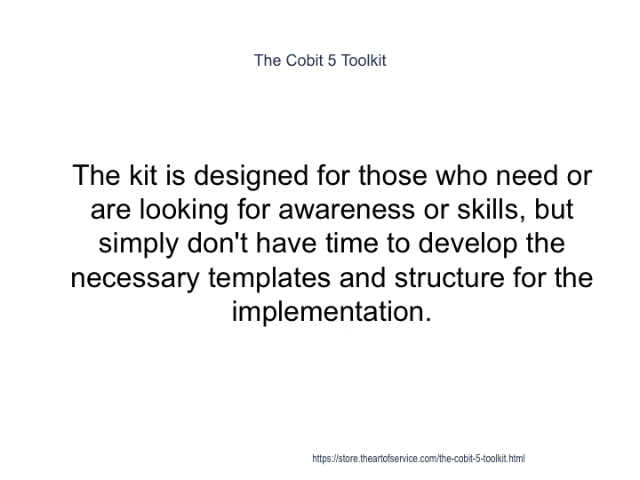 The Cobit 5 Toolkit
The kit is designed for those who need or
are looking for awareness or skills, but
simply don't have time to develop the
necessary templates and structure for the
implementation.
https://store.theartofservice.com/the-cobit-5-toolkit.html